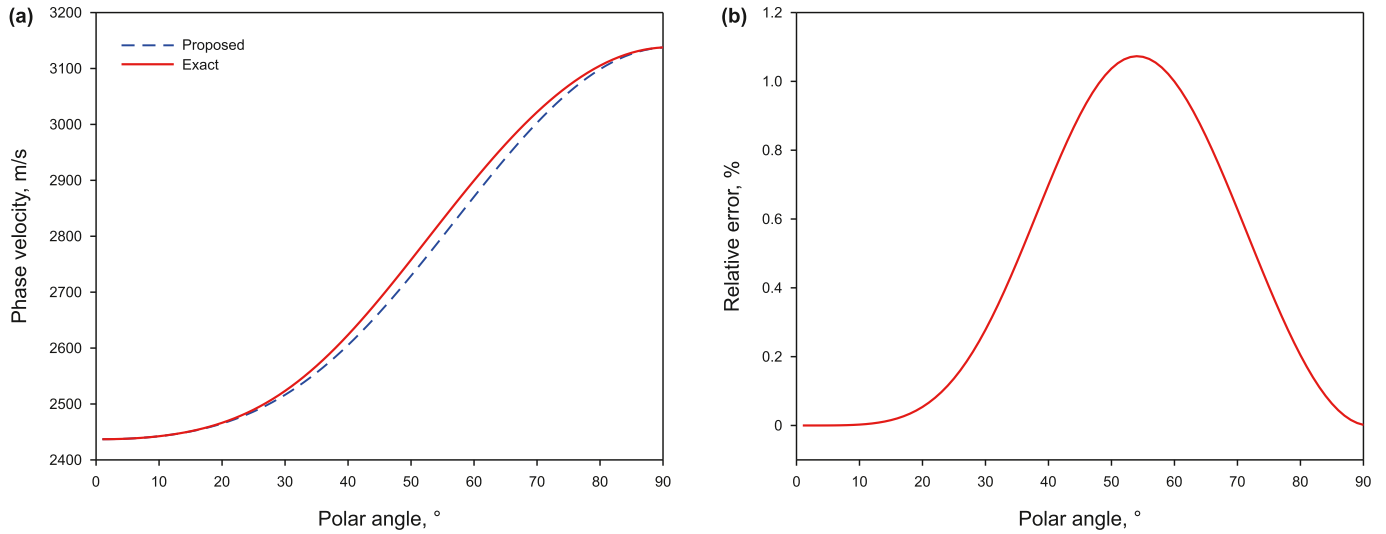 (a)
3200
3100
3000
2900
2800
2700
2600
2500
2400
Phase velocity, m/s
Proposed
Exact
0 10 20 30 40 50 60 70 80 90
Polar angle, °
(b)
1.2
1.0
0.8
0.6
0.4
0.2
0
Relative error, %
0 10 20 30 40 50 60 70 80 90
Polar angle, °